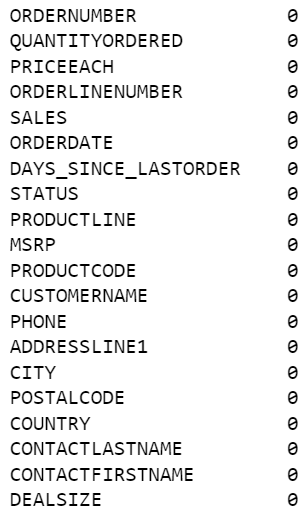 ORDERNUMBER 0
QUANTITYORDERED 0
PRICEEACH 0
ORDERLINENUMBER 0
SALES 0
ORDERDATE 0
DAYS_SINCE_LASTORDER 0
STATUS 0
PRODUCTLINE 0
MSRP 0
PRODUCTCODE 0
CUSTOMERNAME 0
PHONE 0
ADDRESSLINE1 0
CITY 0
POSTALCODE 0
COUNTRY 0
CONTACTLASTNAME 0
CONTACTFIRSTNAME 0
DEALSIZE 0